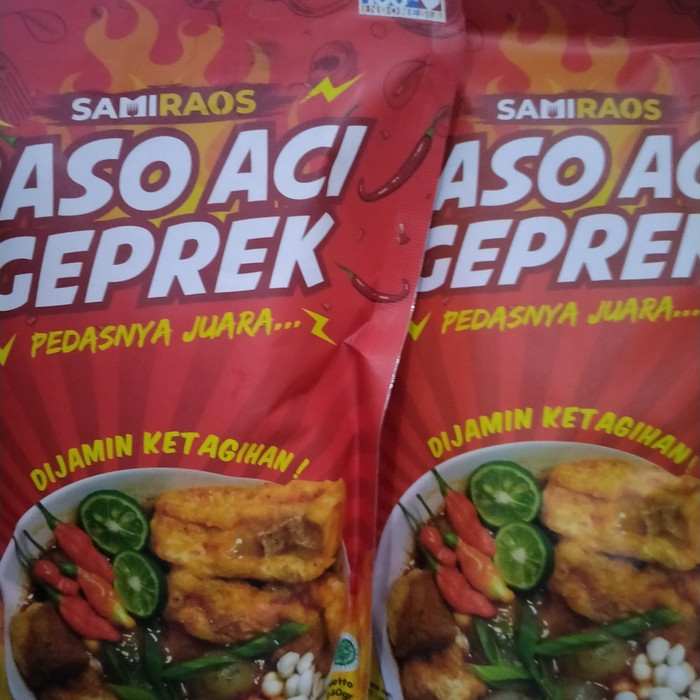 SAMIRAOS
ASO ACI
GEPREK
PEDASNYA JUARA...
DIJAMIN KETAGIHAN!
SAMIRAOS
ASO AC
GEPREK
PEDASNYA JUARA...
DIJAMIN KETAGIHAN!